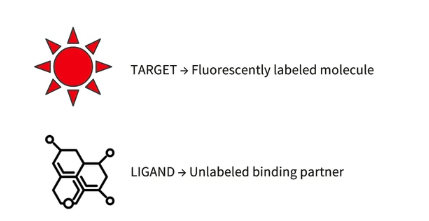 TARGET → Fluorescently labeled molecule
LIGAND → Unlabeled binding partner